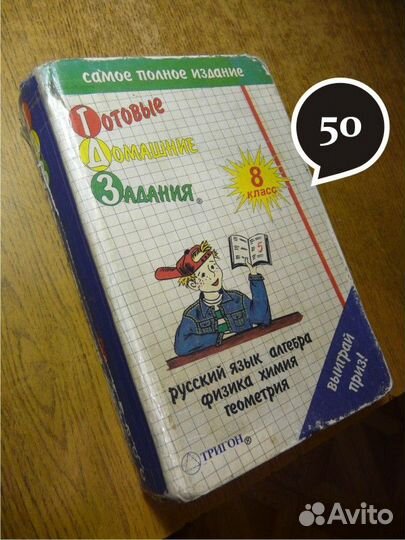 самое полное издание
Готовые
Домашние
Задания®
50
8
класс
5
русский язык алгебра
физика химия
геометрия
выиграй
приз!
ТРИГОН®
Avito